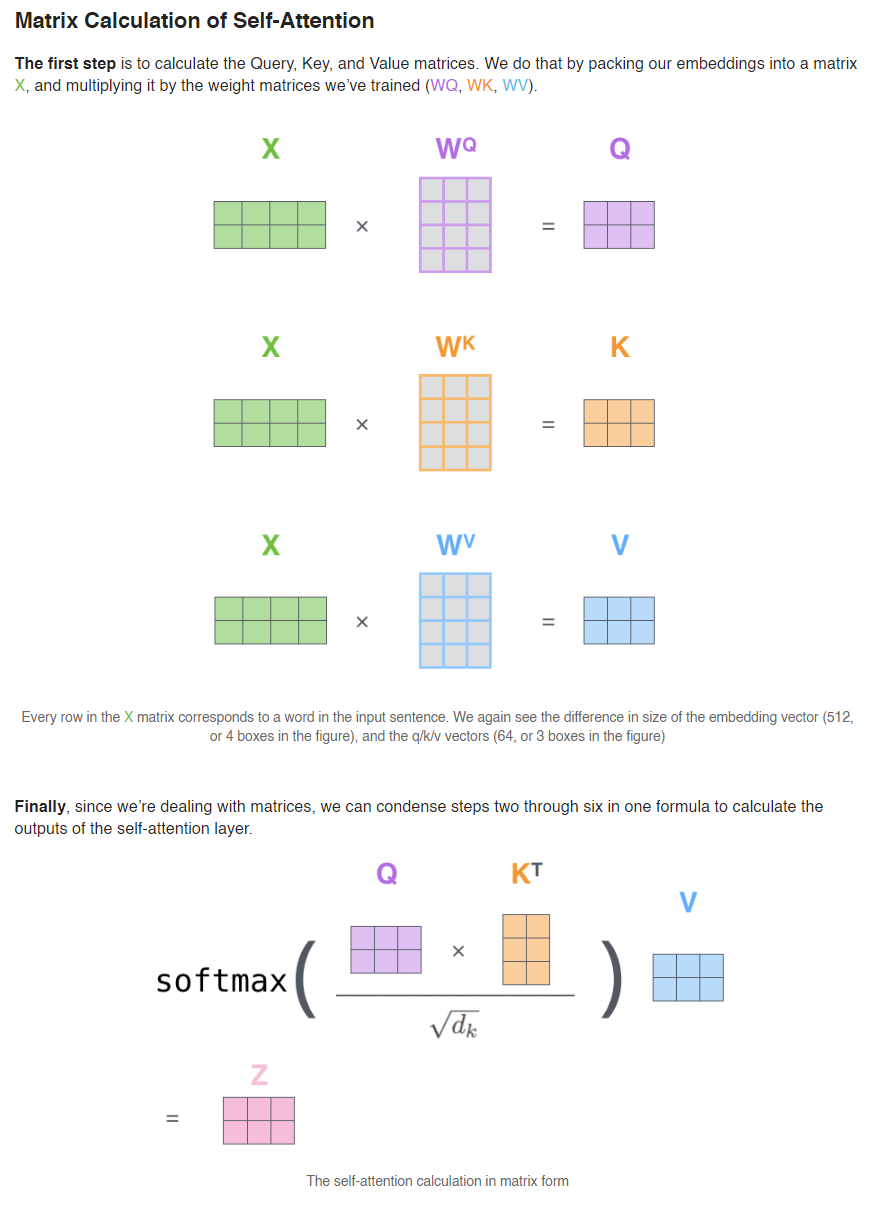 Matrix Calculation of Self-Attention
The first step is to calculate the Query, Key, and Value matrices. We do that by packing our embeddings into a matrix
X, and multiplying it by the weight matrices we’ve trained (WQ, WK, WV).
X WQ Q
× =
X WK K
× =
X WV V
× =
Every row in the X matrix corresponds to a word in the input sentence. We again see the difference in size of the embedding vector (512,
or 4 boxes in the figure), and the q/k/v vectors (64, or 3 boxes in the figure)
Finally, since we’re dealing with matrices, we can condense steps two through six in one formula to calculate the
outputs of the self-attention layer.
Q KT
V
×
softmax( )
√dk
Z
=
The self-attention calculation in matrix form